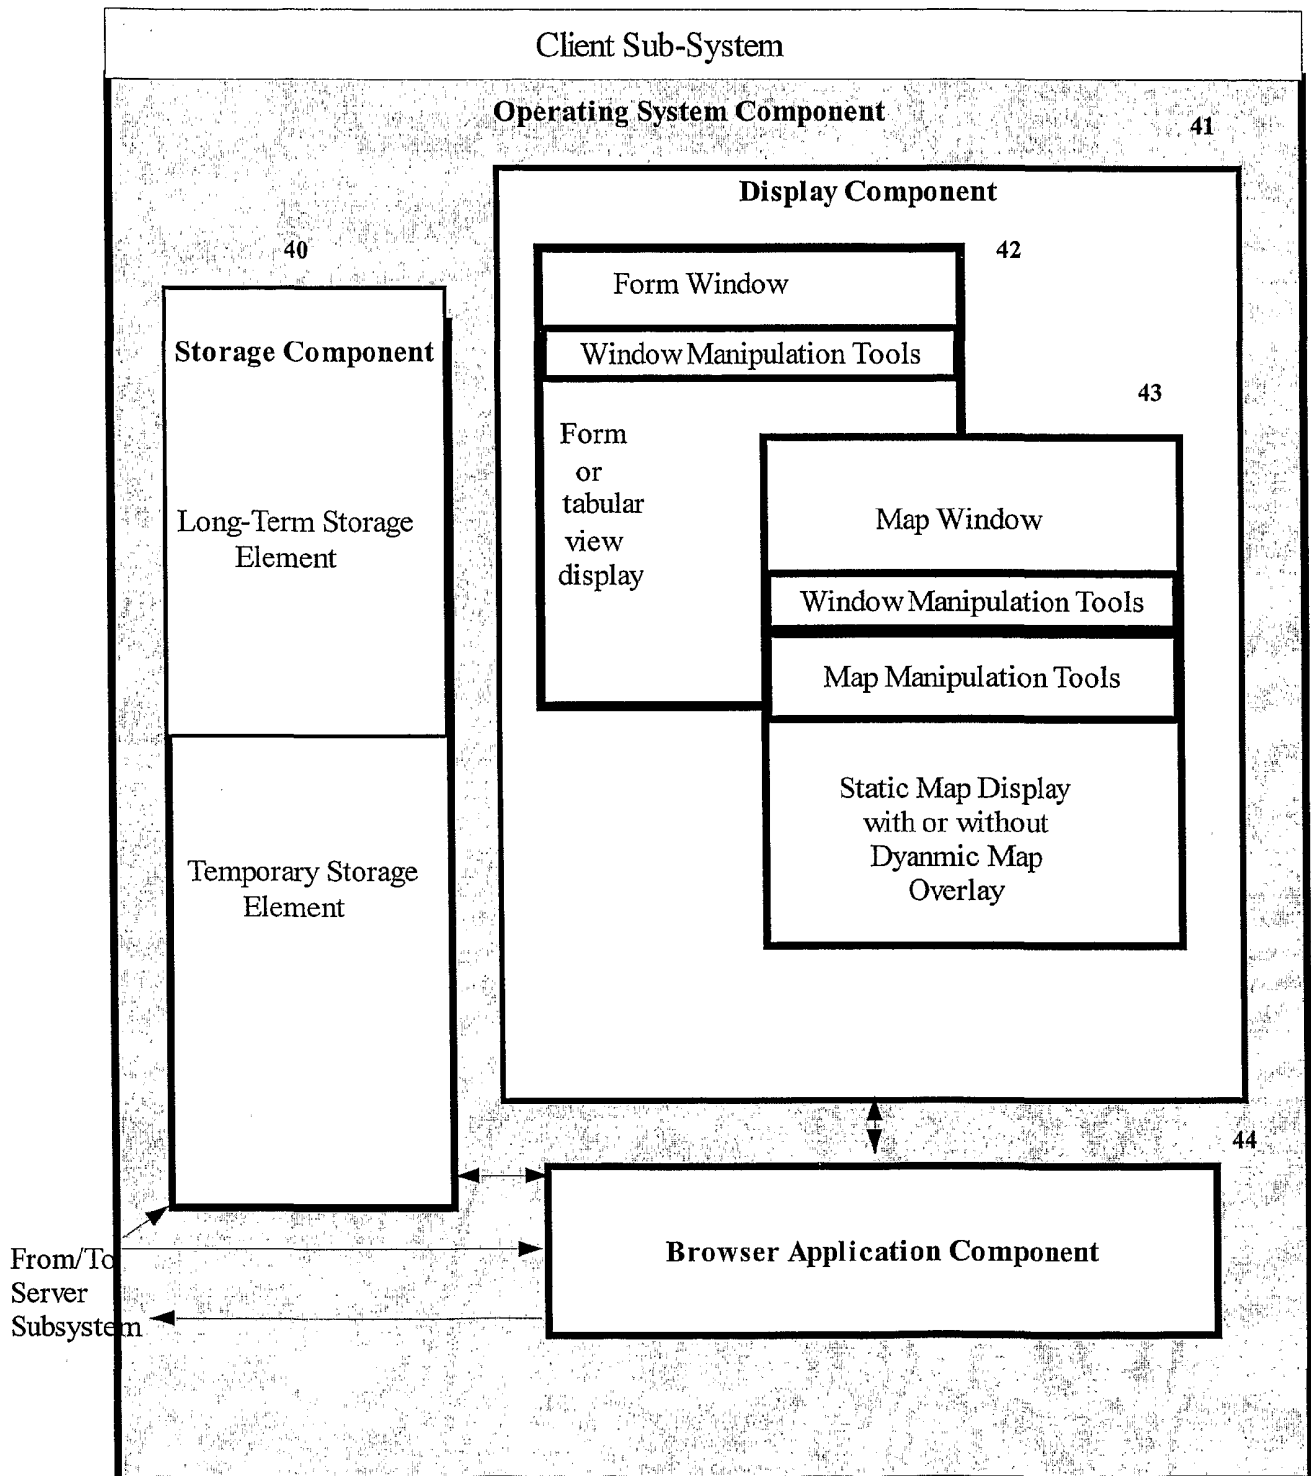 Client Sub-System
Operating System Component
41
Display Component
40
42
Form Window
Storage Component
Window Manipulation Tools
43
Form
or
tabular
view
display
Long-Term Storage
Element
Map Window
Window Manipulation Tools
Map Manipulation Tools
Static Map Display
with or without
Dyanmic Map
Overlay
Temporary Storage
Element
44
Browser Application Component
From/To
Server
Subsystem